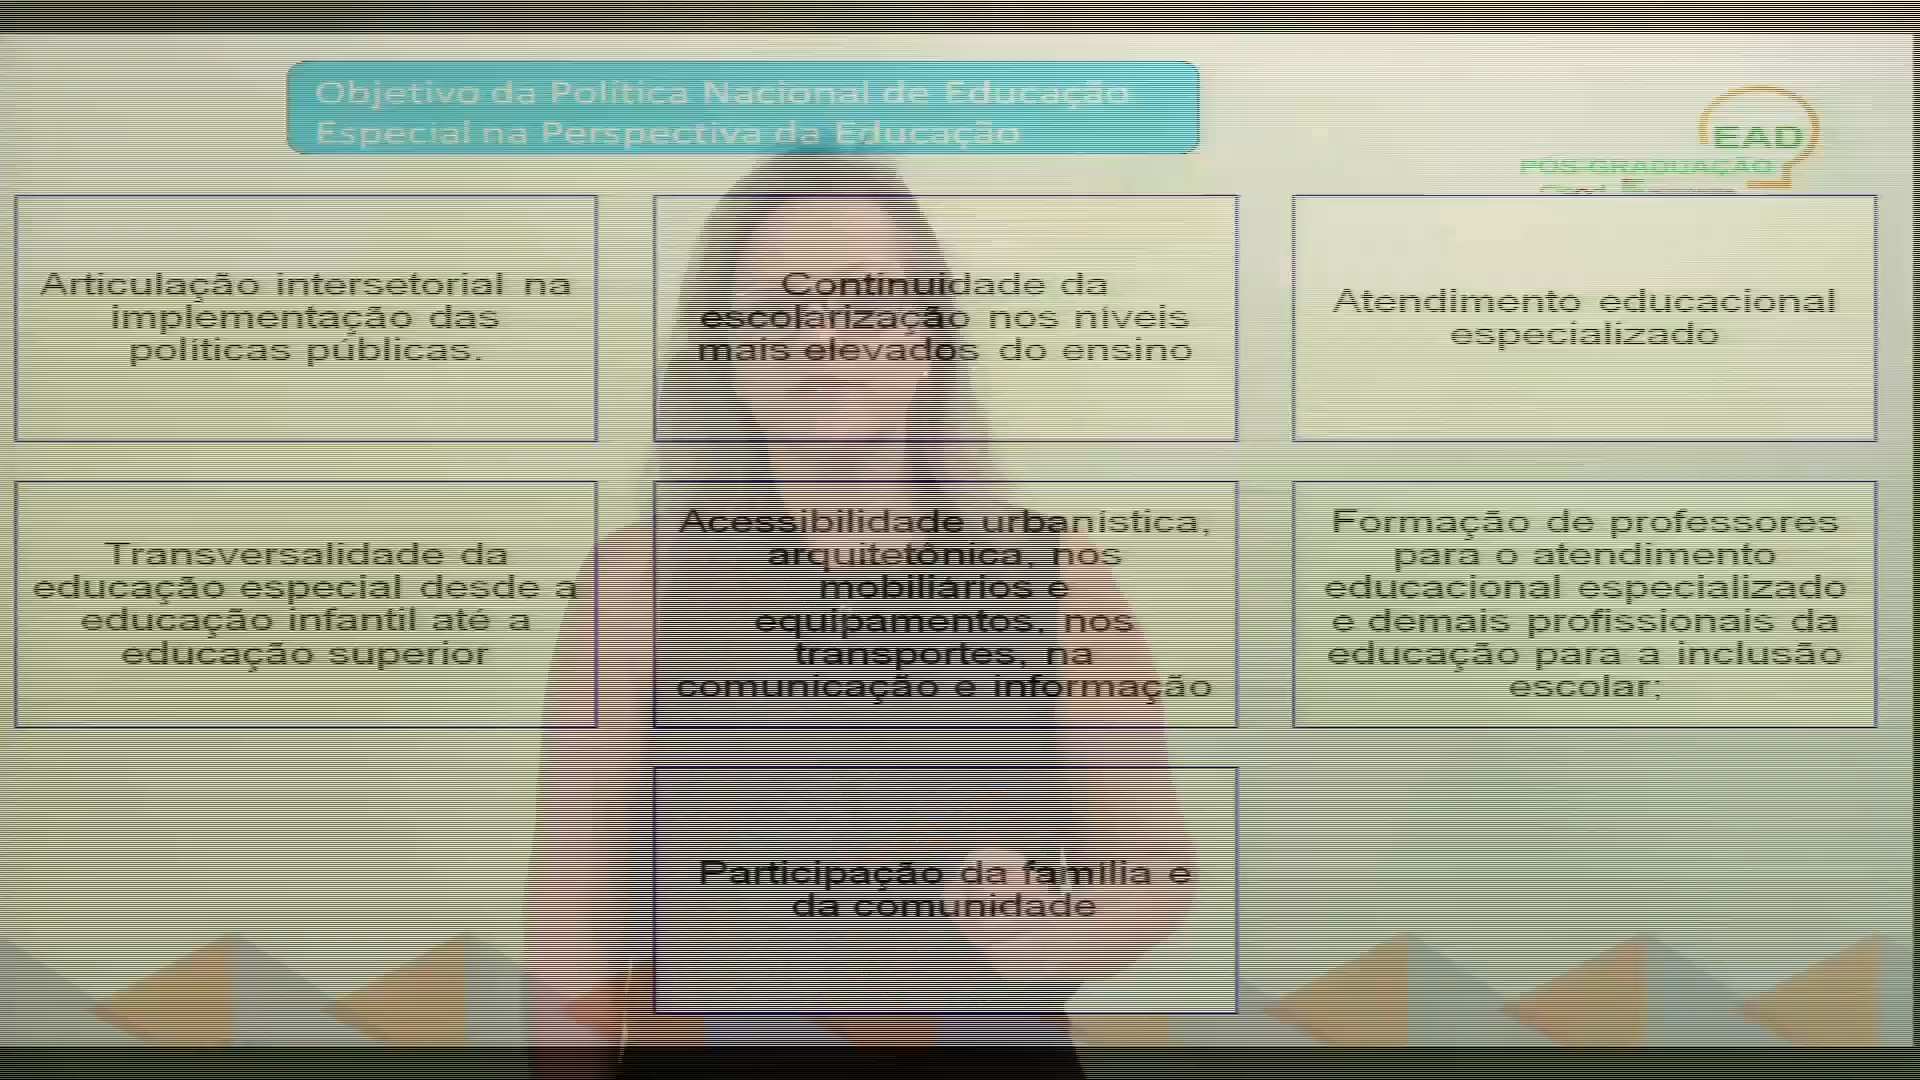 Objetivo da Política Nacional de Educação
Especial na Perspectiva da Educação
EAD
PÓS-GRADUAÇÃO
Articulação intersetorial na
implementação das
políticas públicas.
Continuidade da
escolarização nos níveis
mais elevados do ensino
Atendimento educacional
especializado
Transversalidade da
educação especial desde a
educação infantil até a
educação superior
Acessibilidade urbanística,
arquitetônica, nos
mobiliários e
equipamentos, nos
transportes, na
comunicação e informação
Formação de professores
para o atendimento
educacional especializado
e demais profissionais da
educação para a inclusão
escolar;
Participação da família e
da comunidade